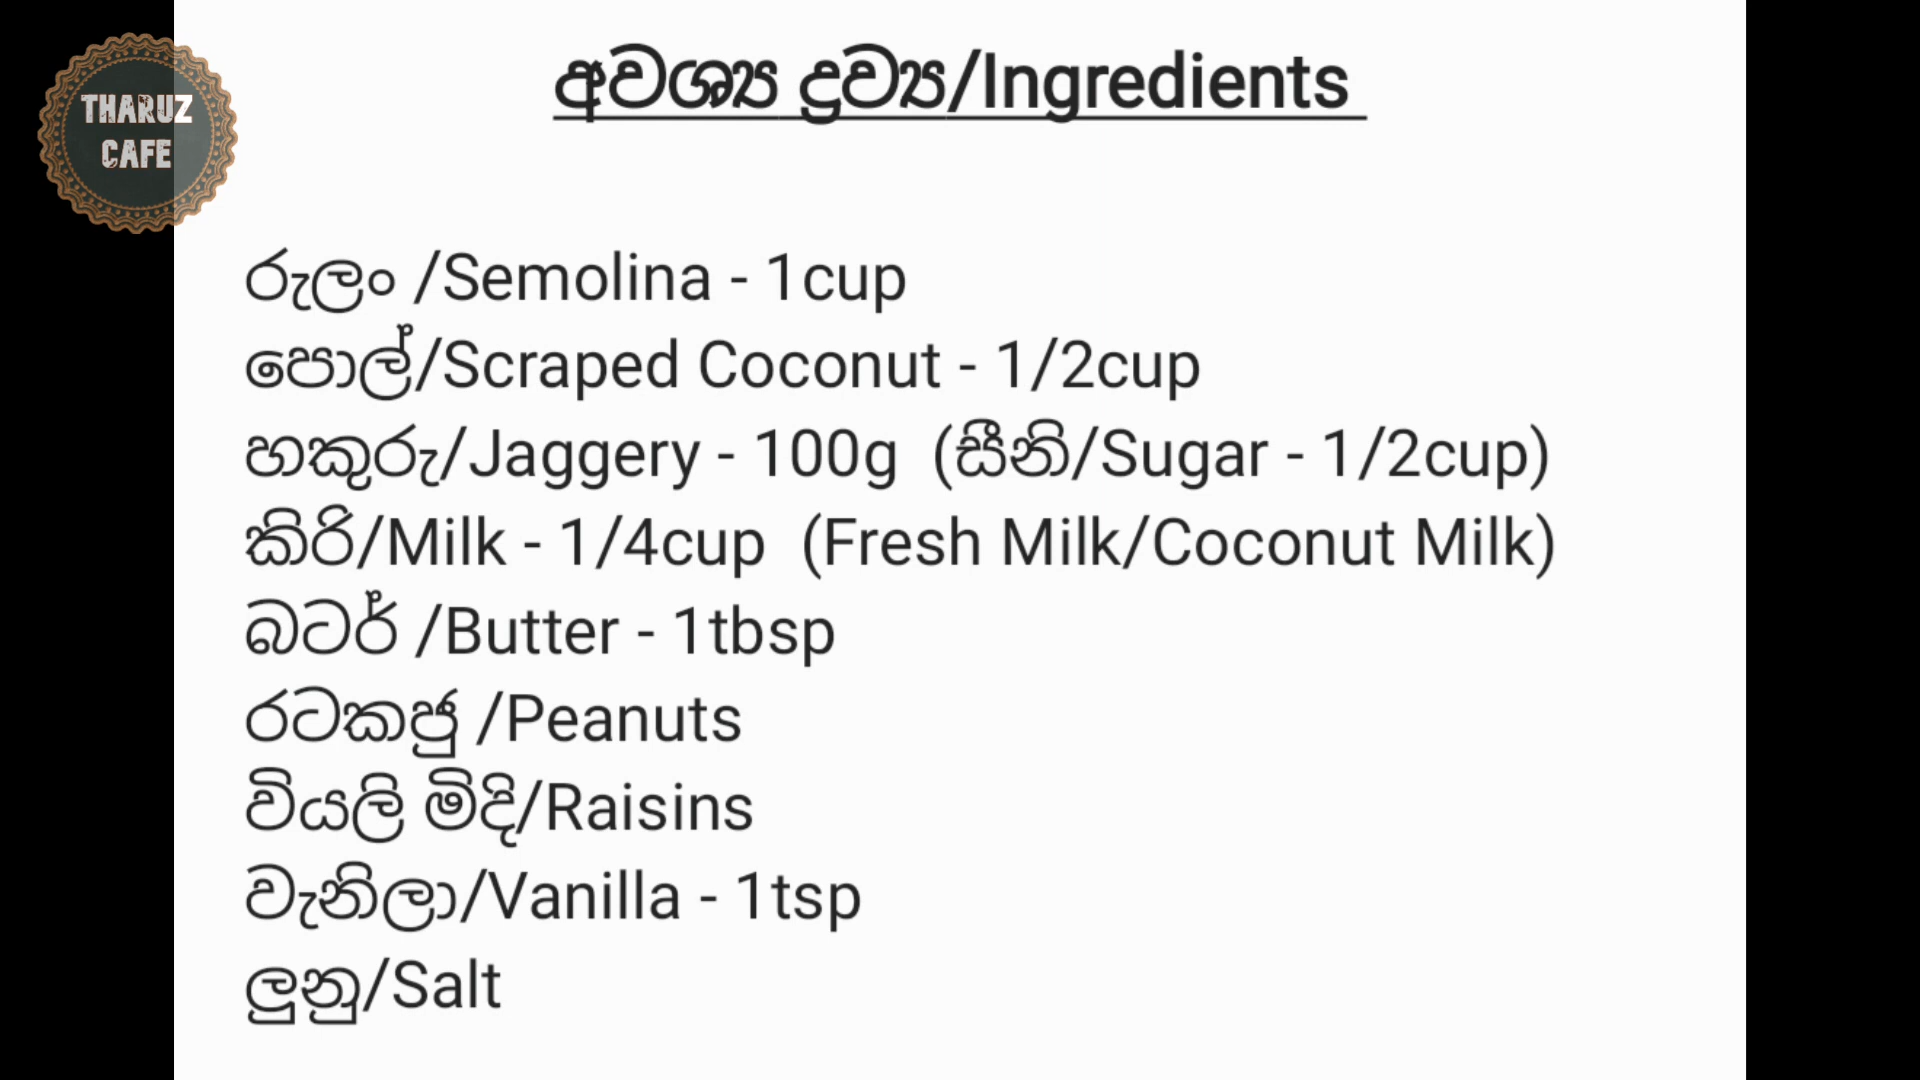 THARUZ
CAFE
අවශ්‍ය ද්‍රව්‍ය/Ingredients
රුලං /Semolina - 1cup
පොල්/Scraped Coconut - 1/2cup
හකුරු/Jaggery - 100g  (සීනි/Sugar - 1/2cup)
කිරි/Milk - 1/4cup  (Fresh Milk/Coconut Milk)
බටර් /Butter - 1tbsp
රටකජු /Peanuts
වියලි මිදි/Raisins
වැනිලා/Vanilla - 1tsp
ලුනු/Salt